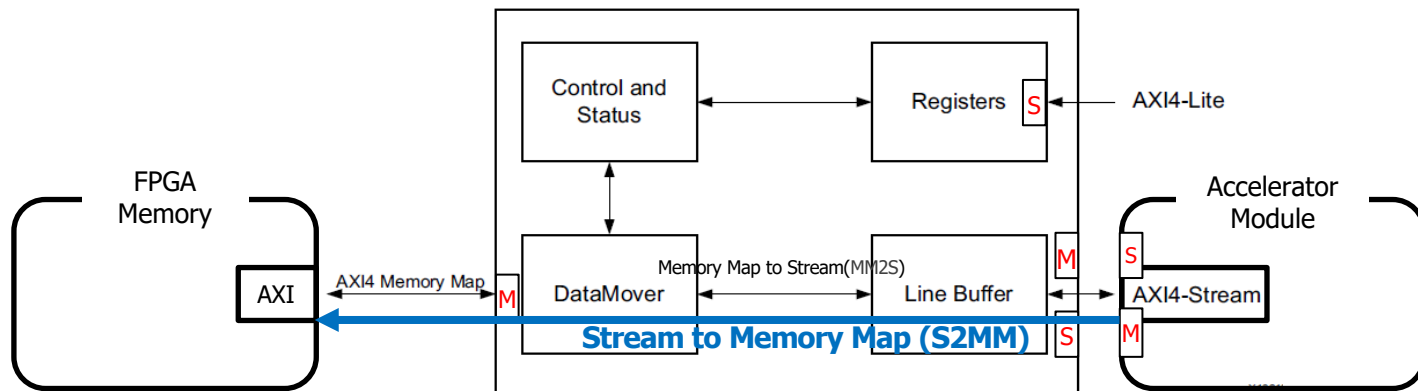 Control and
Status
Registers
S
AXI4-Lite
FPGA
Memory
Accelerator
Module
AXI
AXI4 Memory Map
M
DataMover
Memory Map to Stream(MM2S)
Line Buffer
M
S
AXI4-Stream
Stream to Memory Map (S2MM)
S
M